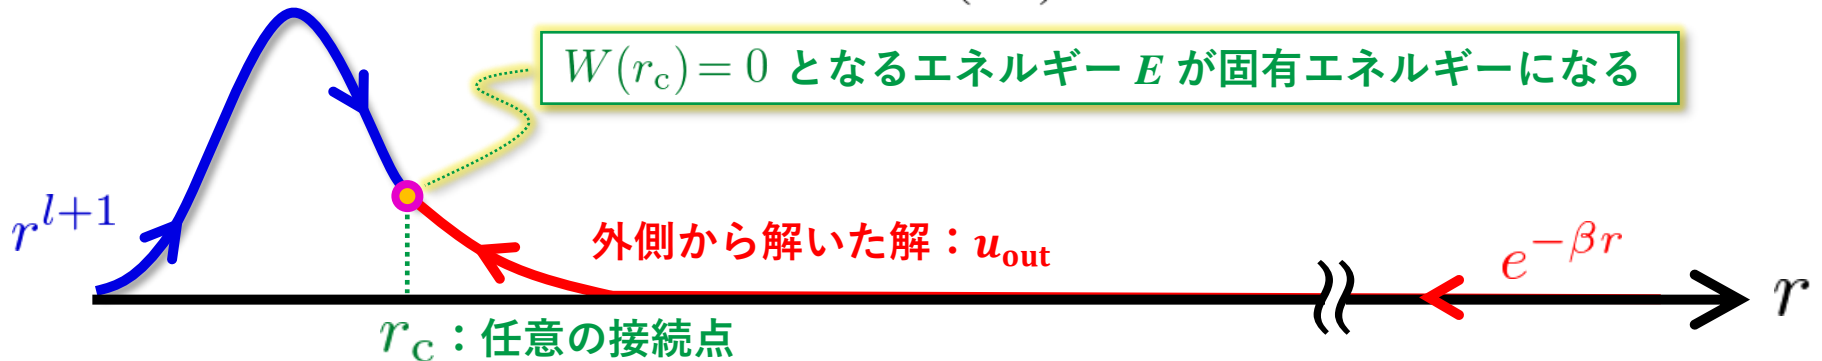 W(r_c) = 0 となるエネルギー E が固有エネルギーになる
r^{l+1}
外側から解いた解：u_out
e^{-βr}
r
r_c：任意の接続点